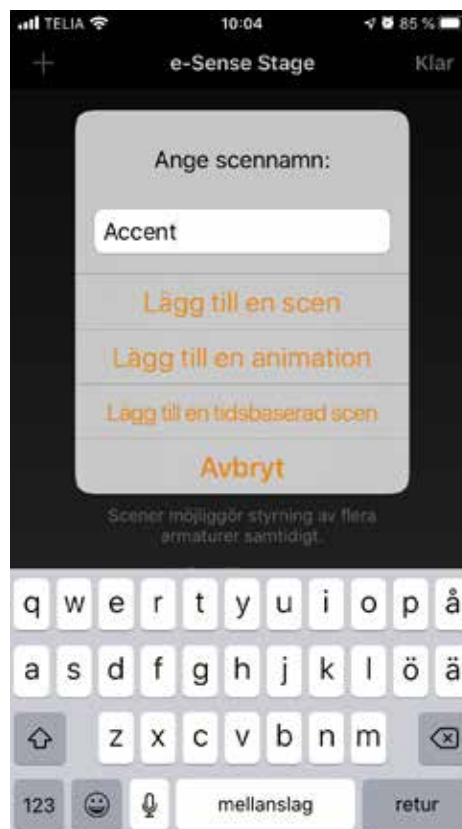 TELIA 10:04 85 %
e-Sense Stage Klar
Ange scennamn:
Accent
Lägg till en scen
Lägg till en animation
Lägg till en tidsbaserad scen
Avbryt
Scener möjliggör styrning av flera
armaturer samtidigt.
q w e r t y u i o p å
a s d f g h j k l ö ä
z x c v b n m
123 mellanslag retur